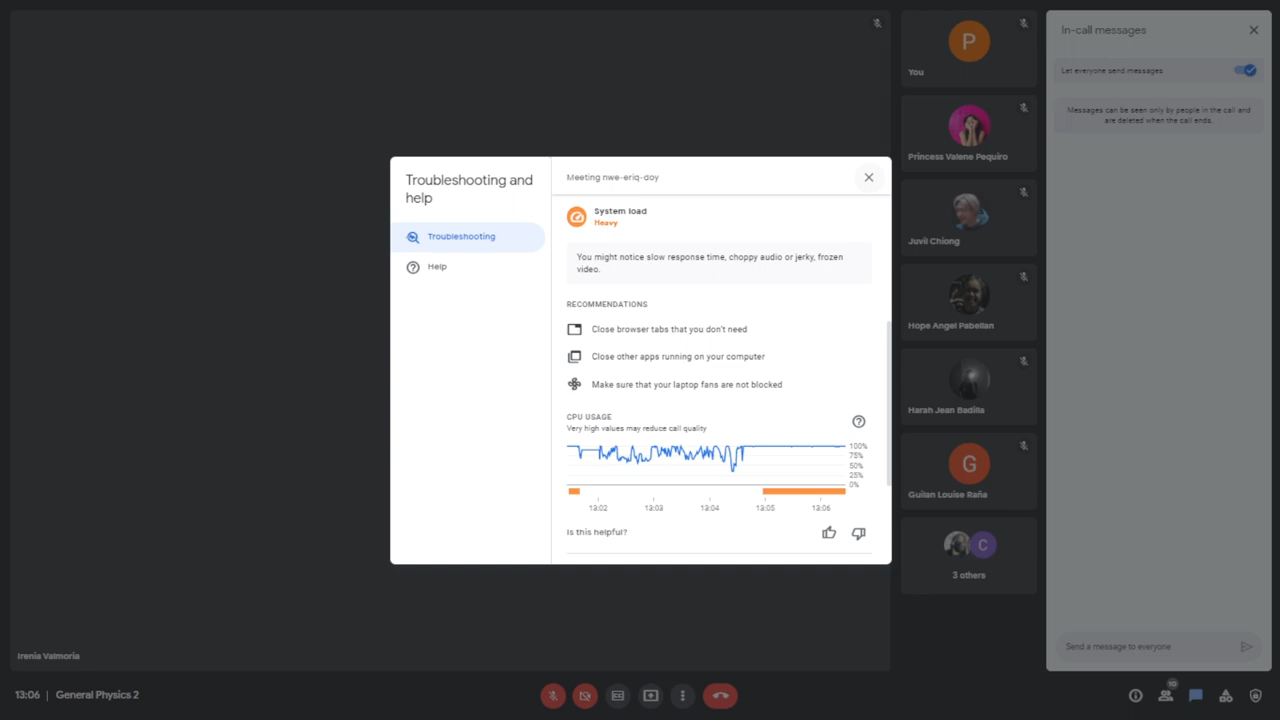 Troubleshooting and
help
Troubleshooting
Help
Meeting nwe-eriq-doy
System load
Heavy
You might notice slow response time, choppy audio or jerky, frozen
video.
RECOMMENDATIONS
Close browser tabs that you don't need
Close other apps running on your computer
Make sure that your laptop fans are not blocked
CPU USAGE
Very high values may reduce call quality
100%
75%
50%
25%
0%
13:02
13:03
13:04
13:05
13:06
Is this helpful?
P
You
Princess Valene Pequiro
Juvil Chiong
Hope Angel Pabellan
Harah Jean Badilla
G
Guilan Louise Raña
C
3 others
In-call messages
Let everyone send messages
Messages can be seen only by people in the call and
are deleted when the call ends.
Send a message to everyone
Irenia Valmoria
13:06 | General Physics 2
10